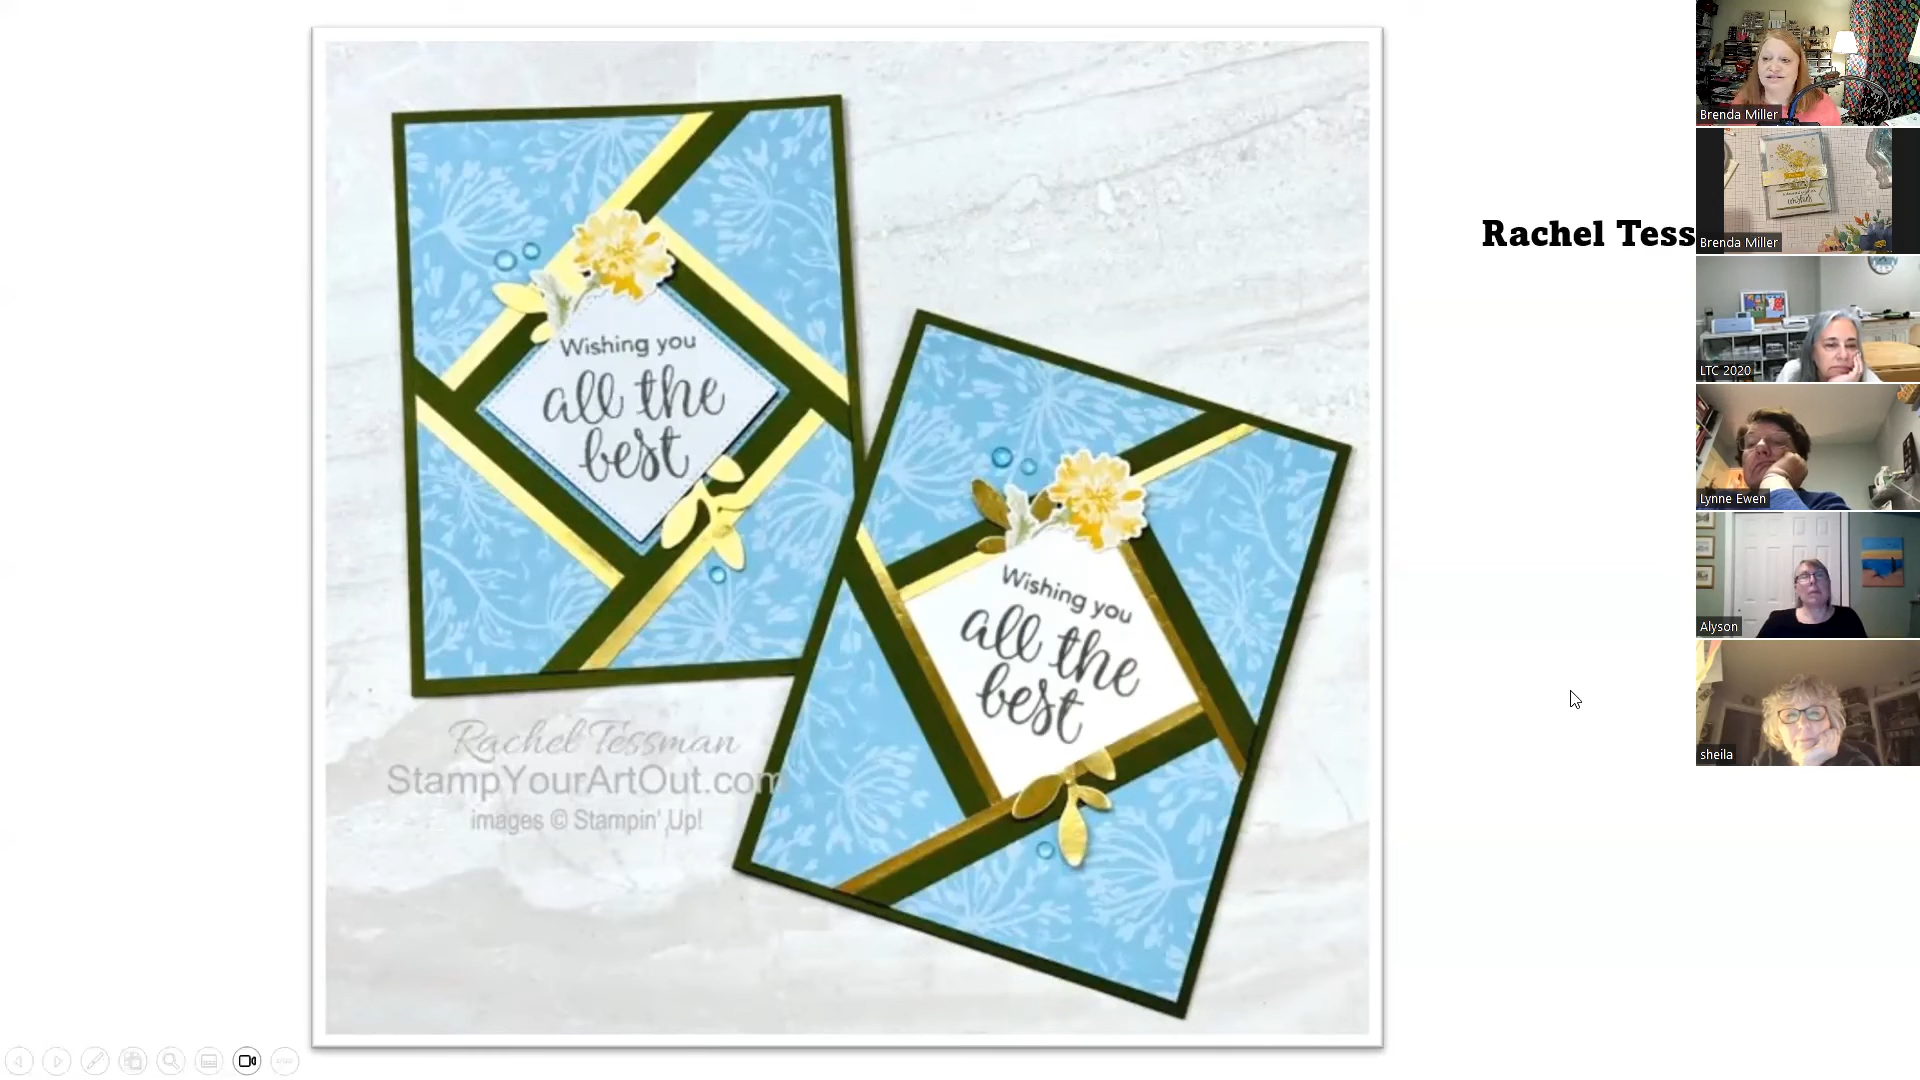 Wishing you
all the
best
Wishing you
all the
best
Rachel Tessman
StampYourArtOut.com
images © Stampin' Up!
Rachel Tess
Brenda Miller
Brenda Miller
LTC 2020
Lynne Ewen
Alyson
sheila